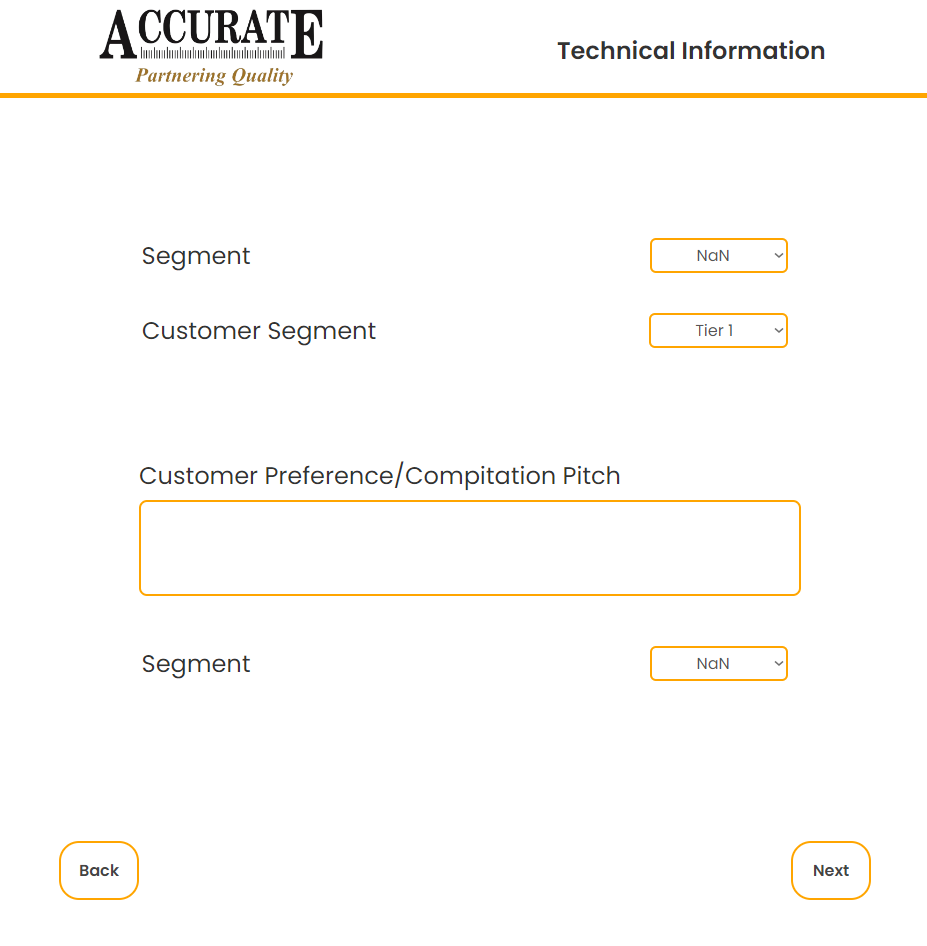 ACCURATE
Partnering Quality
Technical Information
Segment
NaN
Customer Segment
Tier 1
Customer Preference/Compitation Pitch
Segment
NaN
Back
Next